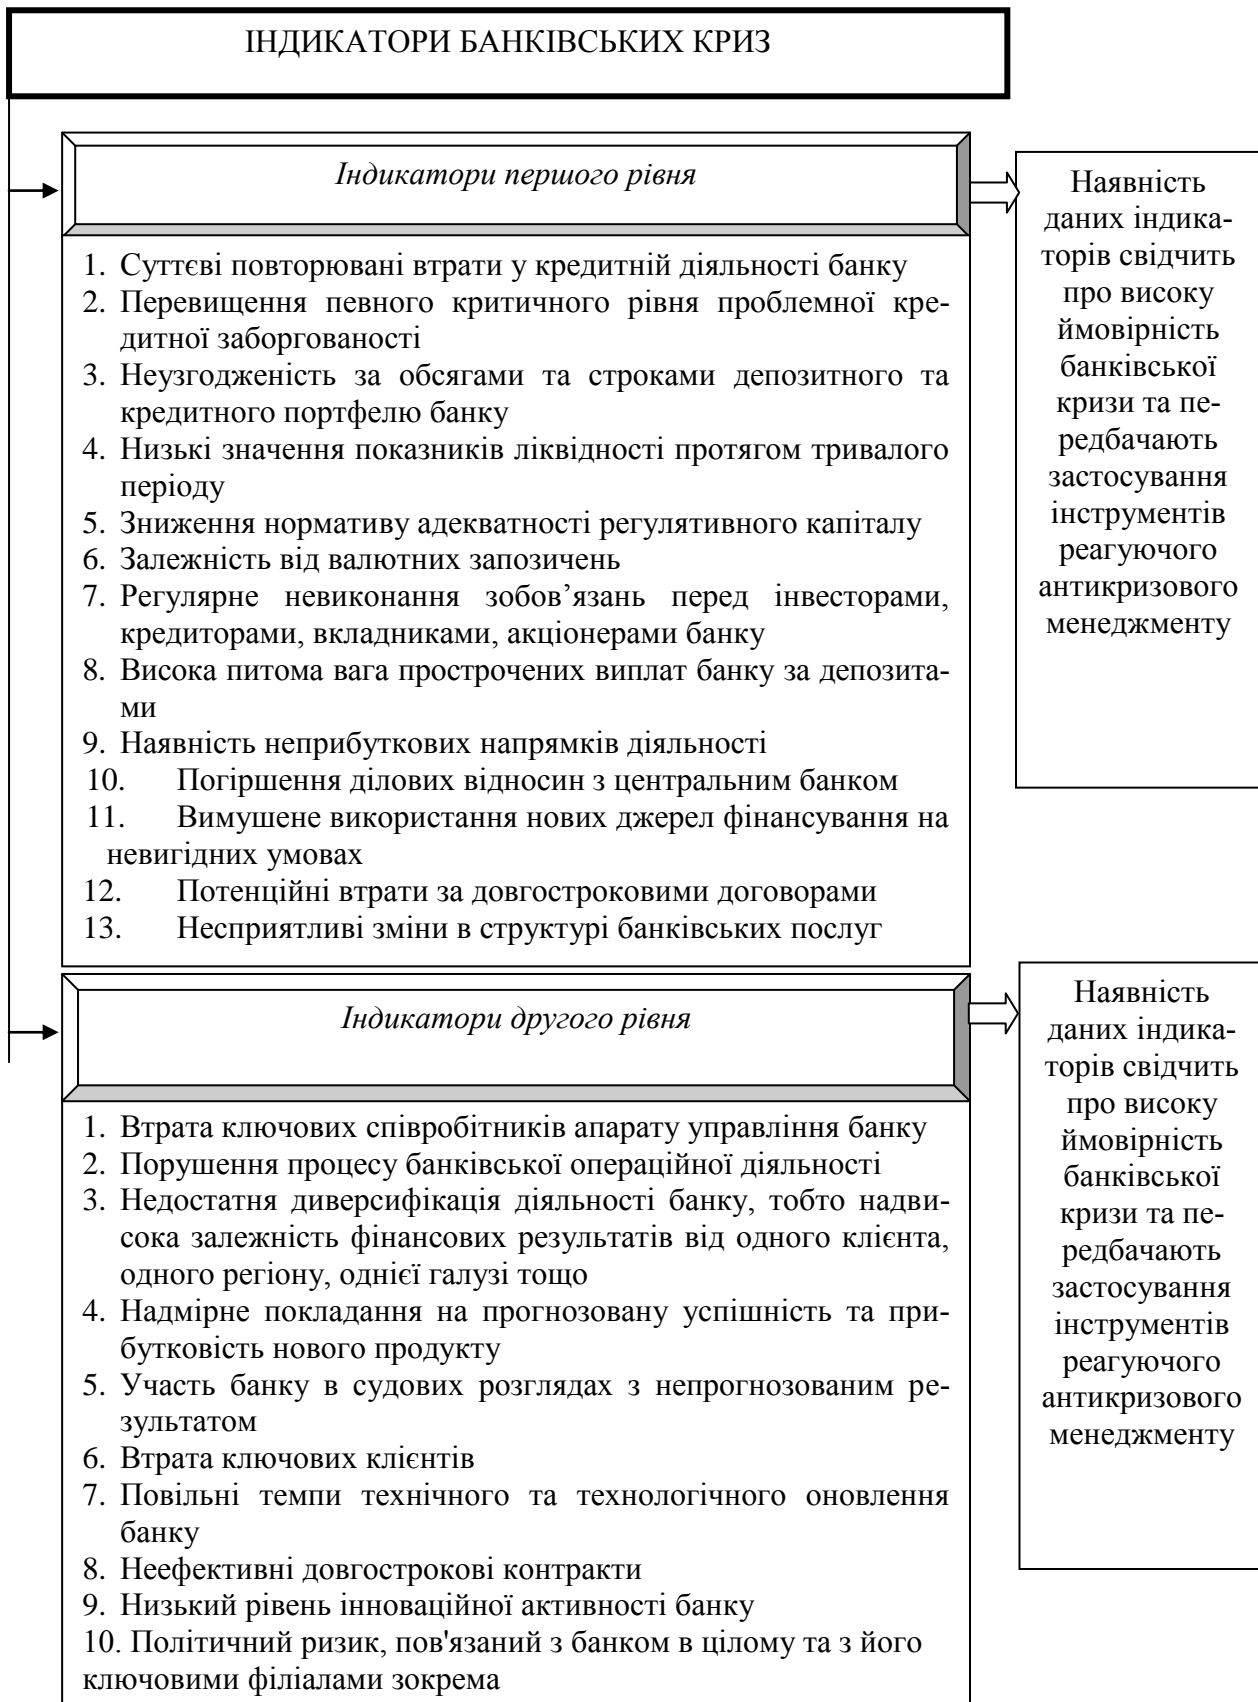 ІНДИКАТОРИ БАНКІВСЬКИХ КРИЗ
Індикатори першого рівня
1. Суттєві повторювані втрати у кредитній діяльності банку
2. Перевищення певного критичного рівня проблемної кре-
дитної заборгованості
3. Неузгодженість за обсягами та строками депозитного та
кредитного портфелю банку
4. Низькі значення показників ліквідності протягом тривалого
періоду
5. Зниження нормативу адекватності регулятивного капіталу
6. Залежність від валютних запозичень
7. Регулярне невиконання зобов’язань перед інвесторами,
кредиторами, вкладниками, акціонерами банку
8. Висока питома вага прострочених виплат банку за депозита-
ми
9. Наявність неприбуткових напрямків діяльності
10. Погіршення ділових відносин з центральним банком
11. Вимушене використання нових джерел фінансування на
невигідних умовах
12. Потенційні втрати за довгостроковими договорами
13. Несприятливі зміни в структурі банківських послуг
Наявність
даних індика-
торів свідчить
про високу
ймовірність
банківської
кризи та пе-
редбачають
застосування
інструментів
реагуючого
антикризового
менеджменту
Індикатори другого рівня
1. Втрата ключових співробітників апарату управління банку
2. Порушення процесу банківської операційної діяльності
3. Недостатня диверсифікація діяльності банку, тобто надви-
сока залежність фінансових результатів від одного клієнта,
одного регіону, однієї галузі тощо
4. Надмірне покладання на прогнозовану успішність та при-
бутковість нового продукту
5. Участь банку в судових розглядах з непрогнозованим ре-
зультатом
6. Втрата ключових клієнтів
7. Повільні темпи технічного та технологічного оновлення
банку
8. Неефективні довгострокові контракти
9. Низький рівень інноваційної активності банку
10. Політичний ризик, пов'язаний з банком в цілому та з його
ключовими філіалами зокрема
Наявність
даних індика-
торів свідчить
про високу
ймовірність
банківської
кризи та пе-
редбачають
застосування
інструментів
реагуючого
антикризового
менеджменту